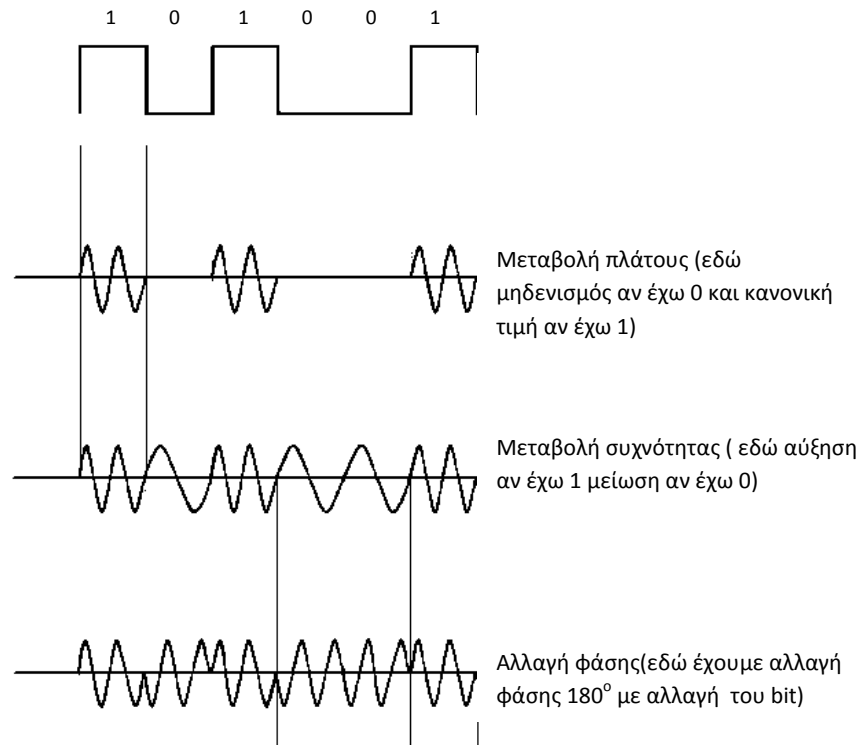 1 0 1 0 0 1
Μεταβολή πλάτους (εδώ
μηδενισμός αν έχω 0 και κανονική
τιμή αν έχω 1)
Μεταβολή συχνότητας ( εδώ αύξηση
αν έχω 1 μείωση αν έχω 0)
Αλλαγή φάσης(εδώ έχουμε αλλαγή
φάσης 180° με αλλαγή του bit)